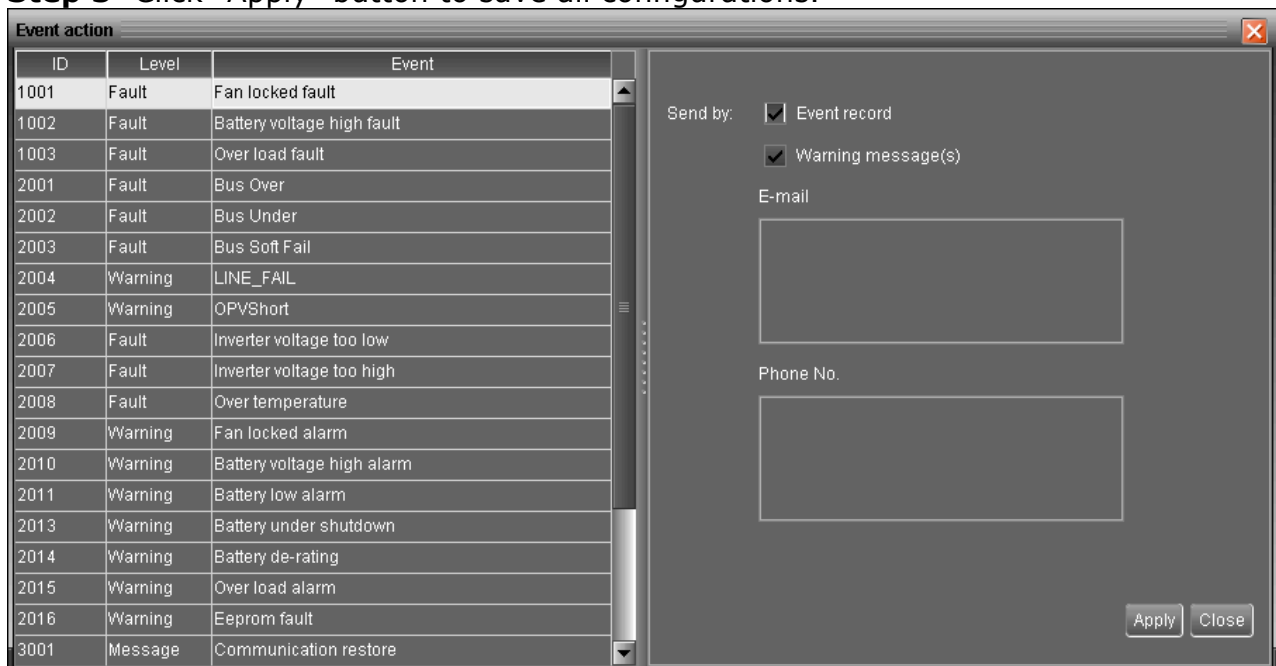 Step 3 Click "Apply" button to save all configurations.
Event action
ID Level Event
1001 Fault Fan locked fault
1002 Fault Battery voltage high fault
1003 Fault Over load fault
2001 Fault Bus Over
2002 Fault Bus Under
2003 Fault Bus Soft Fail
2004 Warning LINE_FAIL
2005 Warning OPVShort
2006 Fault Inverter voltage too low
2007 Fault Inverter voltage too high
2008 Fault Over temperature
2009 Warning Fan locked alarm
2010 Warning Battery voltage high alarm
2011 Warning Battery low alarm
2013 Warning Battery under shutdown
2014 Warning Battery de-rating
2015 Warning Over load alarm
2016 Warning Eeprom fault
3001 Message Communication restore
Send by: Event record
Warning message(s)
E-mail
Phone No.
Apply Close